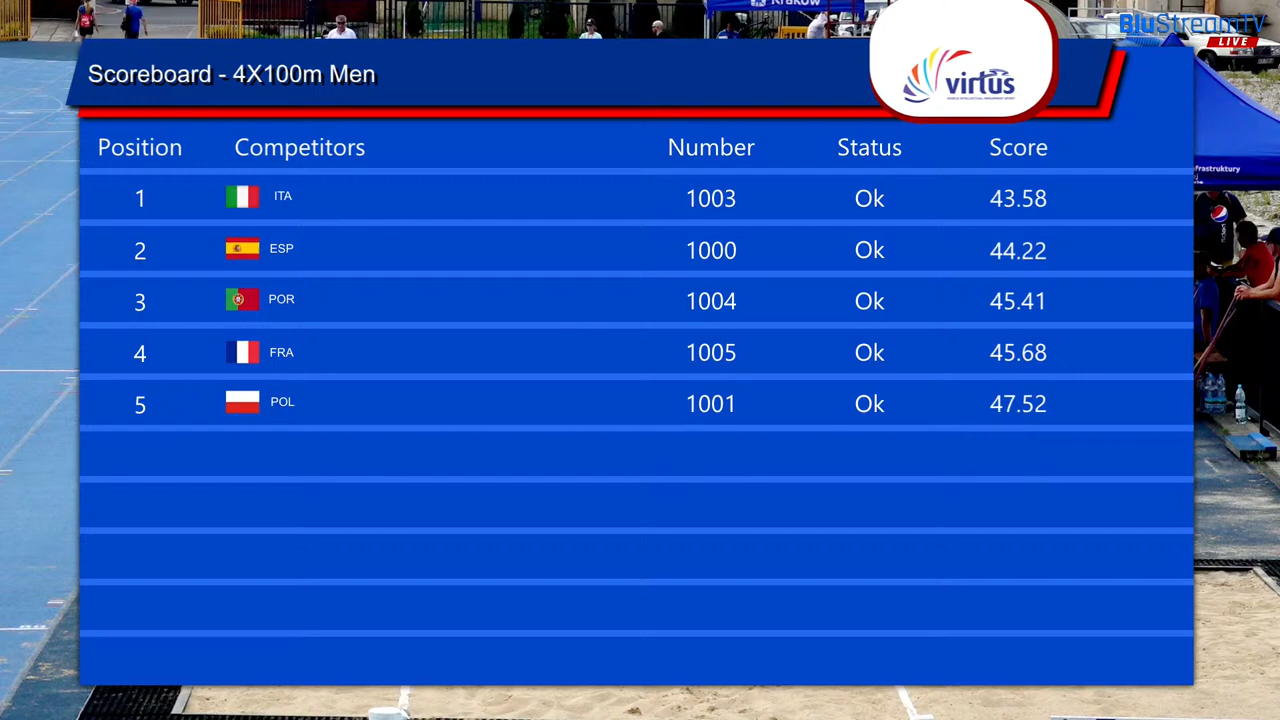 Kraków
BluStreamTV
LIVE
Scoreboard - 4X100m Men
virtus
Position Competitors Number Status Score
1 ITA 1003 Ok 43.58
2 ESP 1000 Ok 44.22
3 POR 1004 Ok 45.41
4 FRA 1005 Ok 45.68
5 POL 1001 Ok 47.52
frastruktury